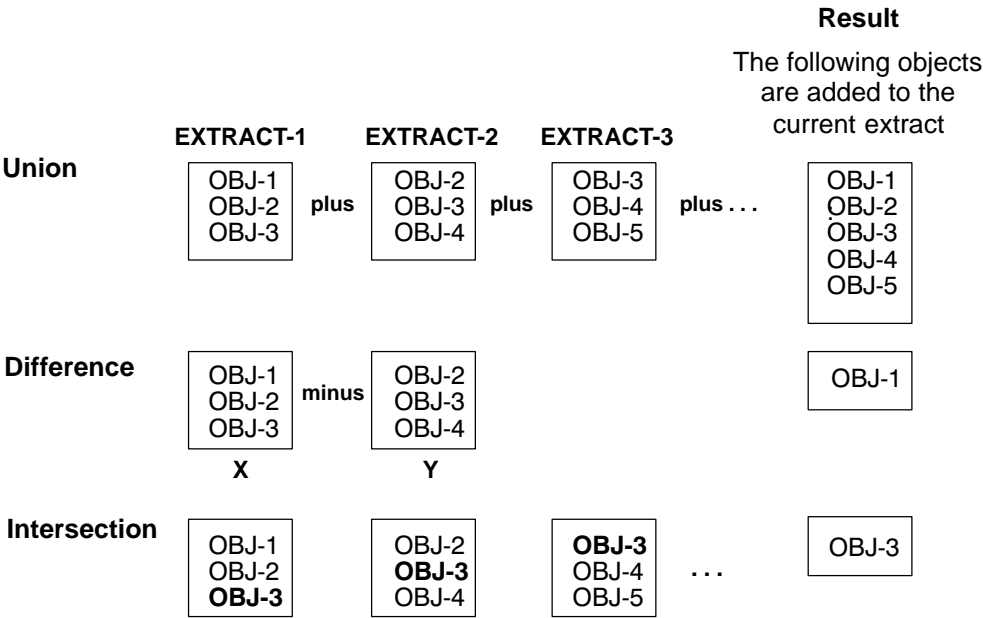 Result
The following objects
are added to the
current extract
EXTRACT-1 EXTRACT-2 EXTRACT-3
Union
OBJ-1 OBJ-2 OBJ-3 OBJ-1
OBJ-2 plus OBJ-3 plus OBJ-4 plus . . . OBJ-2
OBJ-3 OBJ-4 OBJ-5 OBJ-3
OBJ-4
OBJ-5
Difference
OBJ-1 OBJ-2 OBJ-1
OBJ-2 minus OBJ-3
OBJ-3 OBJ-4
X Y
Intersection
OBJ-1 OBJ-2 OBJ-3 OBJ-3
OBJ-2 OBJ-3 OBJ-4 . . .
OBJ-3 OBJ-4 OBJ-5